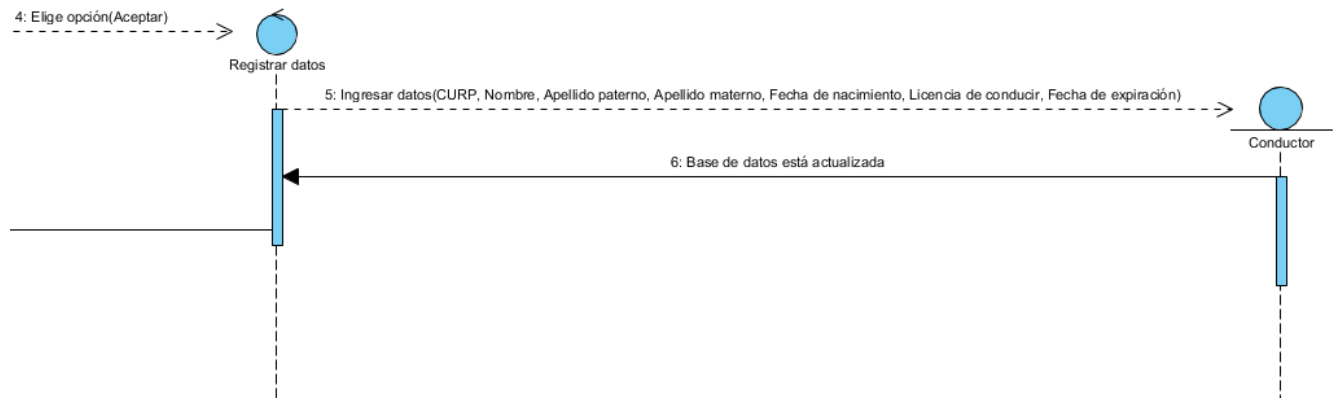 4: Elige opción(Aceptar)
Registrar datos
5: Ingresar datos(CURP, Nombre, Apellido paterno, Apellido materno, Fecha de nacimiento, Licencia de conducir, Fecha de expiración)
Conductor
6: Base de datos está actualizada